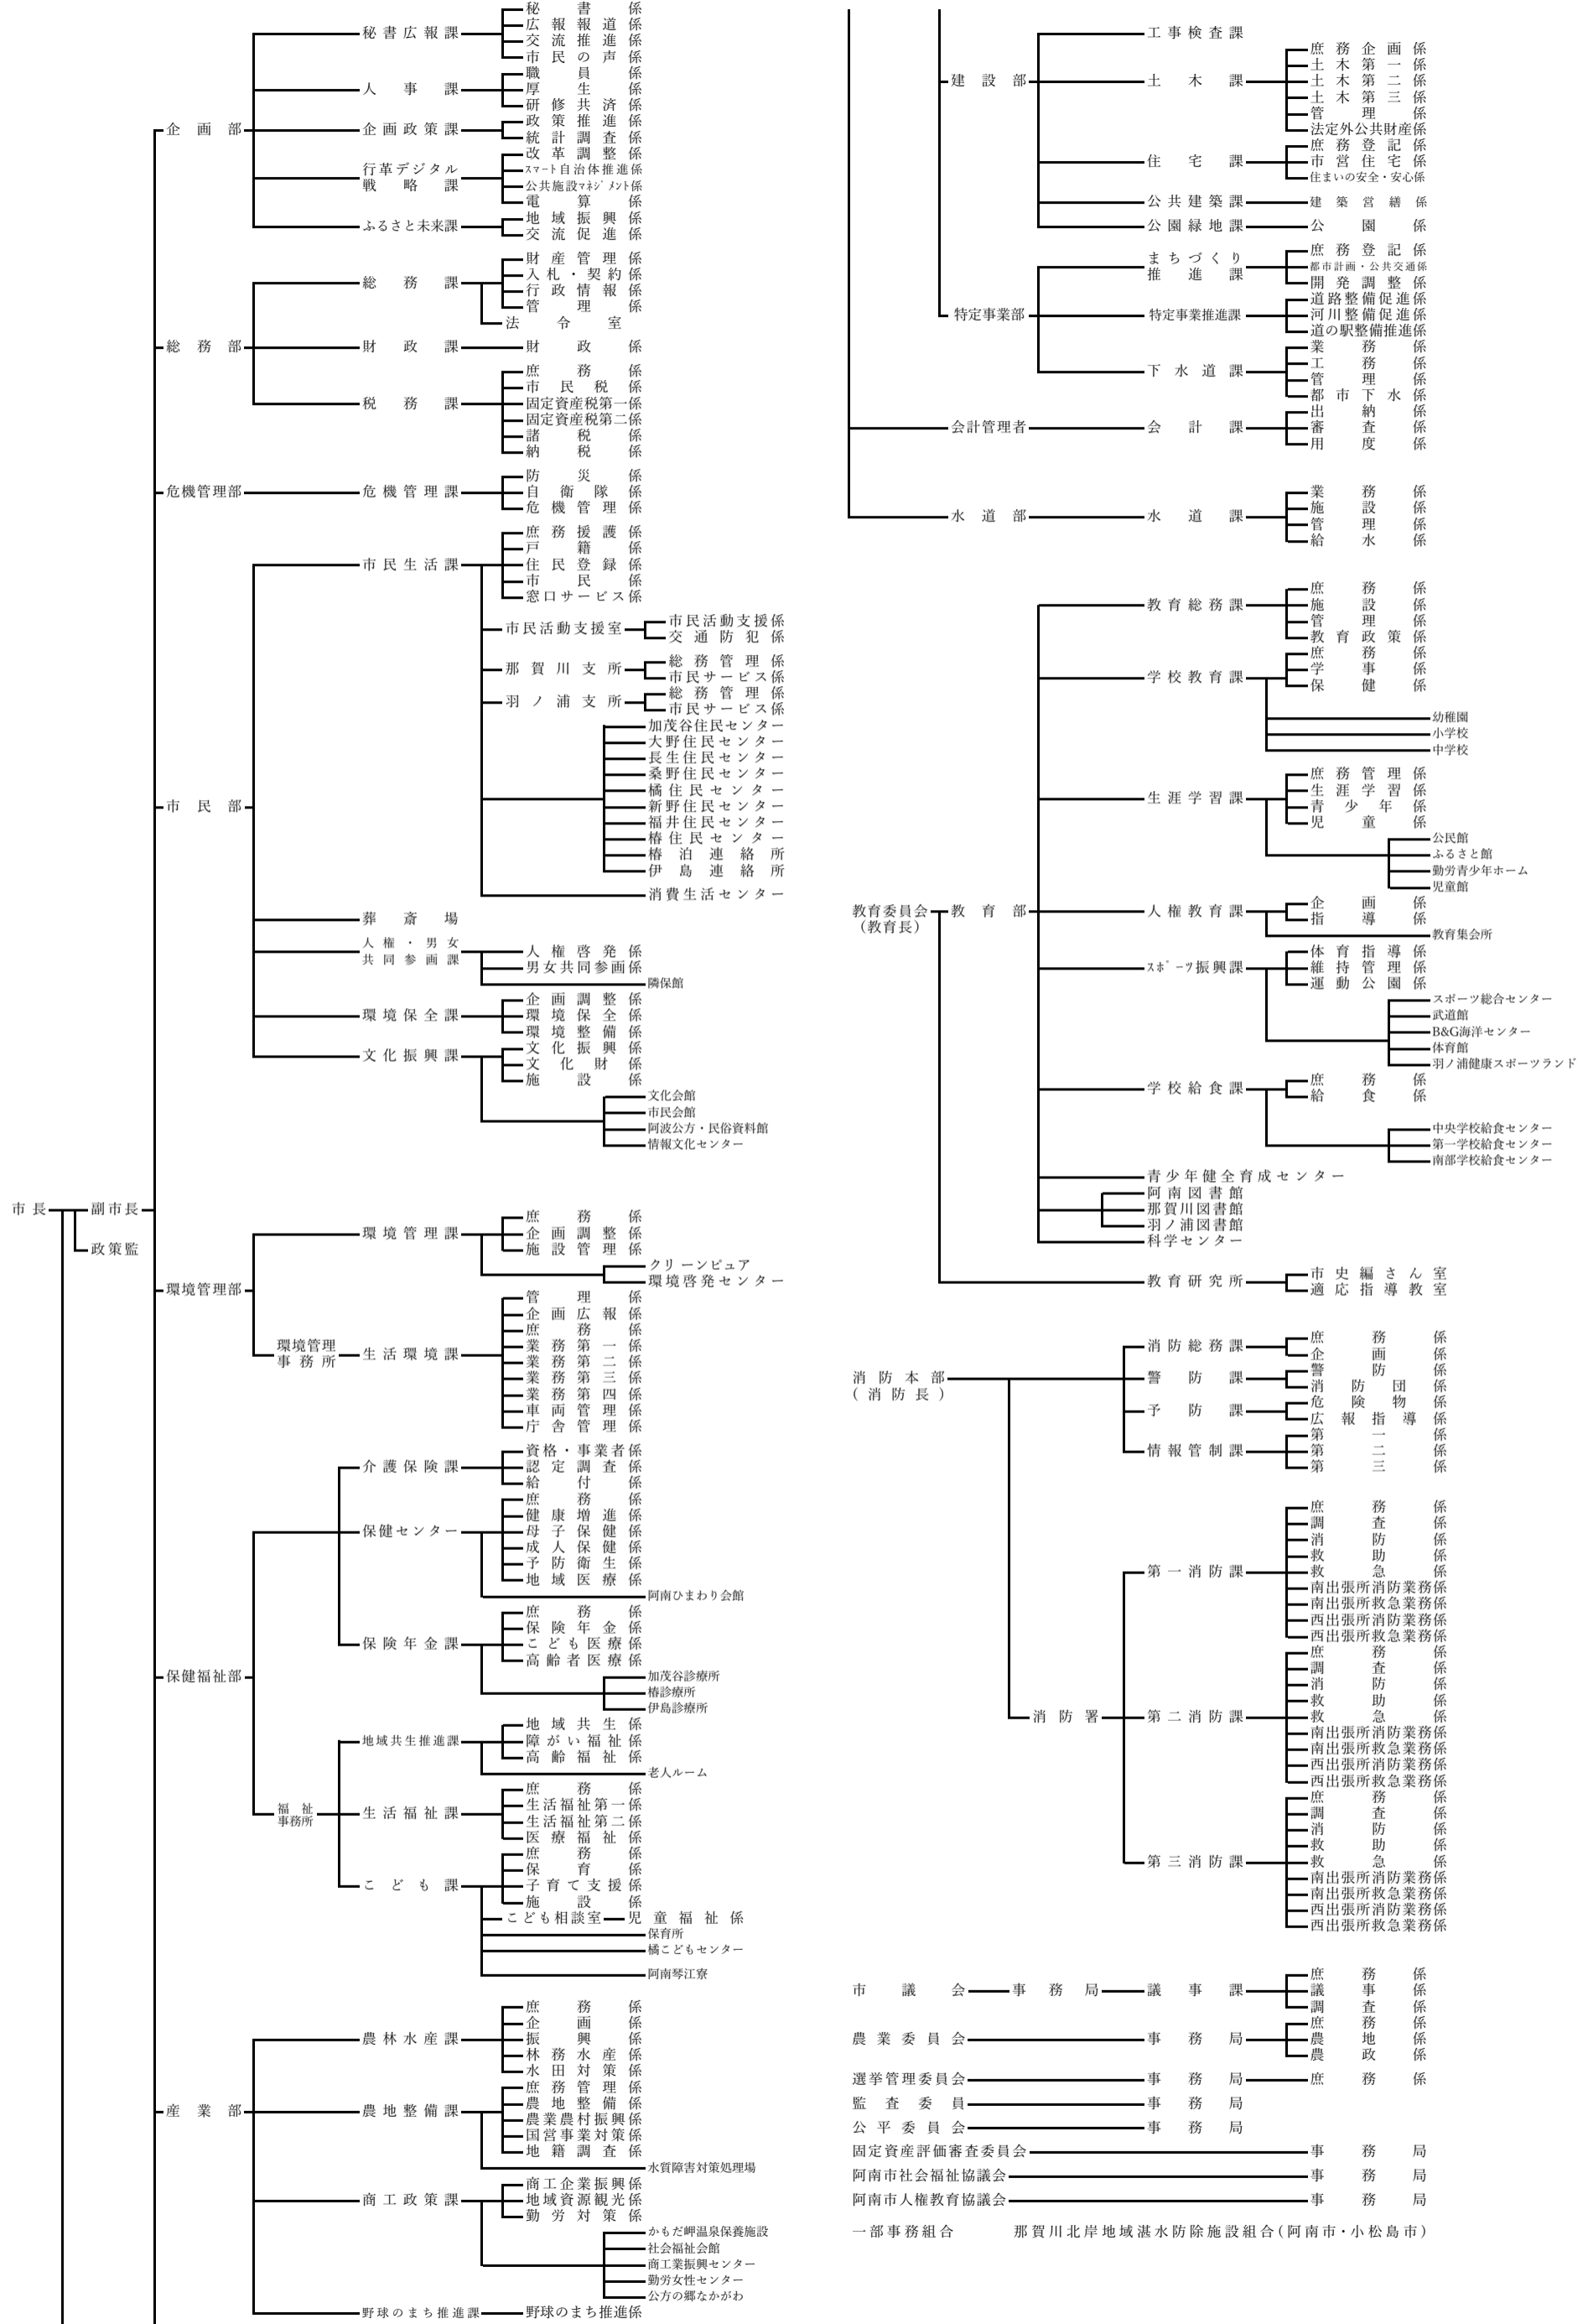 市長
副市長
政策監
企画部
秘書広報課
秘書係
広報報道係
交流推進係
市民の声係
人事課
職員係
厚生係
研修共済係
企画政策課
政策推進係
統計調査係
行革デジタル
戦略課
改革調整係
スマート自治体推進係
公共施設マネジメント係
電算係
ふるさと未来課
地域振興係
交流促進係
総務部
総務課
財産管理係
入札・契約係
行政情報係
管理係
法令室
財政課
財政係
税務課
庶務係
市民税係
固定資産税第一係
固定資産税第二係
諸税係
納税係
危機管理部
危機管理課
防災係
自衛隊係
危機管理係
市民部
市民生活課
庶務援護係
戸籍係
住民登録係
市民係
窓口サービス係
市民活動支援室
市民活動支援係
交通防犯係
那賀川支所
総務管理係
市民サービス係
羽ノ浦支所
総務管理係
市民サービス係
加茂谷住民センター
大野住民センター
長生住民センター
桑野住民センター
橘住民センター
新野住民センター
福井住民センター
椿住民センター
椿泊連絡所
伊島連絡所
消費生活センター
葬斎場
人権・男女
共同参画課
人権啓発係
男女共同参画係
隣保館
環境保全課
企画調整係
環境保全係
環境整備係
文化振興課
文化振興係
文化財係
施設係
文化会館
市民会館
阿波公方・民俗資料館
情報文化センター
環境管理部
環境管理課
庶務係
企画調整係
施設管理係
クリーンピュア
環境啓発センター
環境管理
事務所
生活環境課
管理係
企画広報係
庶務係
業務第一係
業務第二係
業務第三係
業務第四係
車両管理係
庁舎管理係
保健福祉部
介護保険課
資格・事業者係
認定調査係
給付係
保健センター
庶務係
健康増進係
母子保健係
成人保健係
予防衛生係
地域医療係
阿南ひまわり会館
保険年金課
庶務係
保険年金係
こども医療係
高齢者医療係
加茂谷診療所
椿診療所
伊島診療所
福祉
事務所
地域共生推進課
地域共生係
障がい福祉係
高齢福祉係
老人ルーム
生活福祉課
庶務係
生活福祉第一係
生活福祉第二係
医療福祉係
こども課
庶務係
保育係
子育て支援係
施設係
こども相談室
児童福祉係
保育所
橘こどもセンター
阿南琴江寮
産業部
農林水産課
庶務係
企画係
振興係
林務水産係
水田対策係
農地整備課
庶務管理係
農地整備係
農業農村振興係
国営事業対策係
地籍調査係
水質障害対策処理場
商工政策課
商工企業振興係
地域資源観光係
勤労対策係
かもだ岬温泉保養施設
社会福祉会館
商工業振興センター
勤労女性センター
公方の郷なかがわ
野球のまち推進課
野球のまち推進係
建設部
工事検査課
土木課
庶務企画係
土木第一係
土木第二係
土木第三係
管理係
法定外公共財産係
住宅課
庶務登記係
市営住宅係
住まいの安全・安心係
公共建築課
建築営繕係
公園緑地課
公園係
特定事業部
まちづくり
推進課
庶務登記係
都市計画・公共交通係
開発調整係
特定事業推進課
道路整備促進係
河川整備促進係
道の駅整備推進係
下水道課
業務係
工務係
管理係
都市下水係
会計管理者
会計課
出納係
審査係
用度係
水道部
水道課
業務係
施設係
管理係
給水係
教育委員会
(教育長)
教育部
教育総務課
庶務係
施設係
管理係
教育政策係
学校教育課
庶務係
学事係
保健係
幼稚園
小学校
中学校
生涯学習課
庶務管理係
生涯学習係
青少年係
児童係
公民館
ふるさと館
勤労青少年ホーム
児童館
人権教育課
企画係
指導係
教育集会所
スポーツ振興課
体育指導係
維持管理係
運動公園係
スポーツ総合センター
武道館
B&G海洋センター
体育館
羽ノ浦健康スポーツランド
学校給食課
庶務係
給食係
中央学校給食センター
第一学校給食センター
南部学校給食センター
青少年健全育成センター
阿南図書館
那賀川図書館
羽ノ浦図書館
科学センター
教育研究所
市史編さん室
適応指導教室
消防本部
(消防長)
消防総務課
庶務係
企画係
警防課
警防係
消防団係
予防課
危険物係
広報指導係
情報管制課
第一係
第二係
第三係
消防署
第一消防課
庶務係
調査係
消防係
救助係
救急係
南出張所消防業務係
南出張所救急業務係
西出張所消防業務係
西出張所救急業務係
第二消防課
庶務係
調査係
消防係
救助係
救急係
南出張所消防業務係
南出張所救急業務係
西出張所消防業務係
西出張所救急業務係
第三消防課
庶務係
調査係
消防係
救助係
救急係
南出張所消防業務係
南出張所救急業務係
西出張所消防業務係
西出張所救急業務係
市議会
事務局
議事課
庶務係
議事係
調査係
農業委員会
事務局
庶務係
農地係
農政係
選挙管理委員会
事務局
庶務係
監査委員
事務局
公平委員会
事務局
固定資産評価審査委員会
事務局
阿南市社会福祉協議会
事務局
阿南市人権教育協議会
事務局
一部事務組合
那賀川北岸地域湛水防除施設組合(阿南市・小松島市)